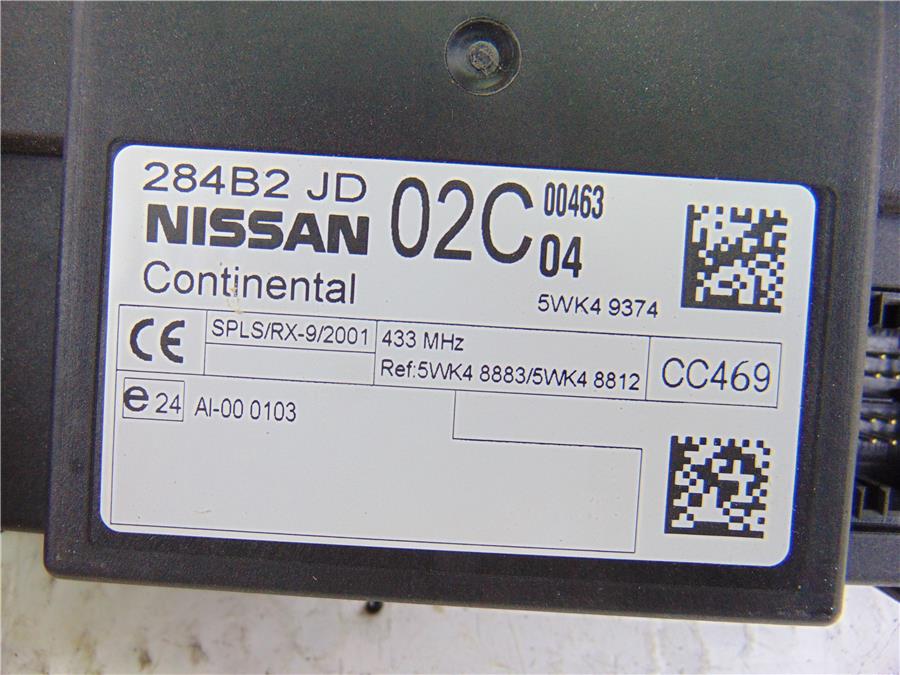 284B2 JD
NISSAN
Continental
02C
00463
04
5WK4 9374
CE
SPLS/RX-9/2001
433 MHz
Ref:5WK4 8883/5WK4 8812
CC469
e24
AI-00 0103